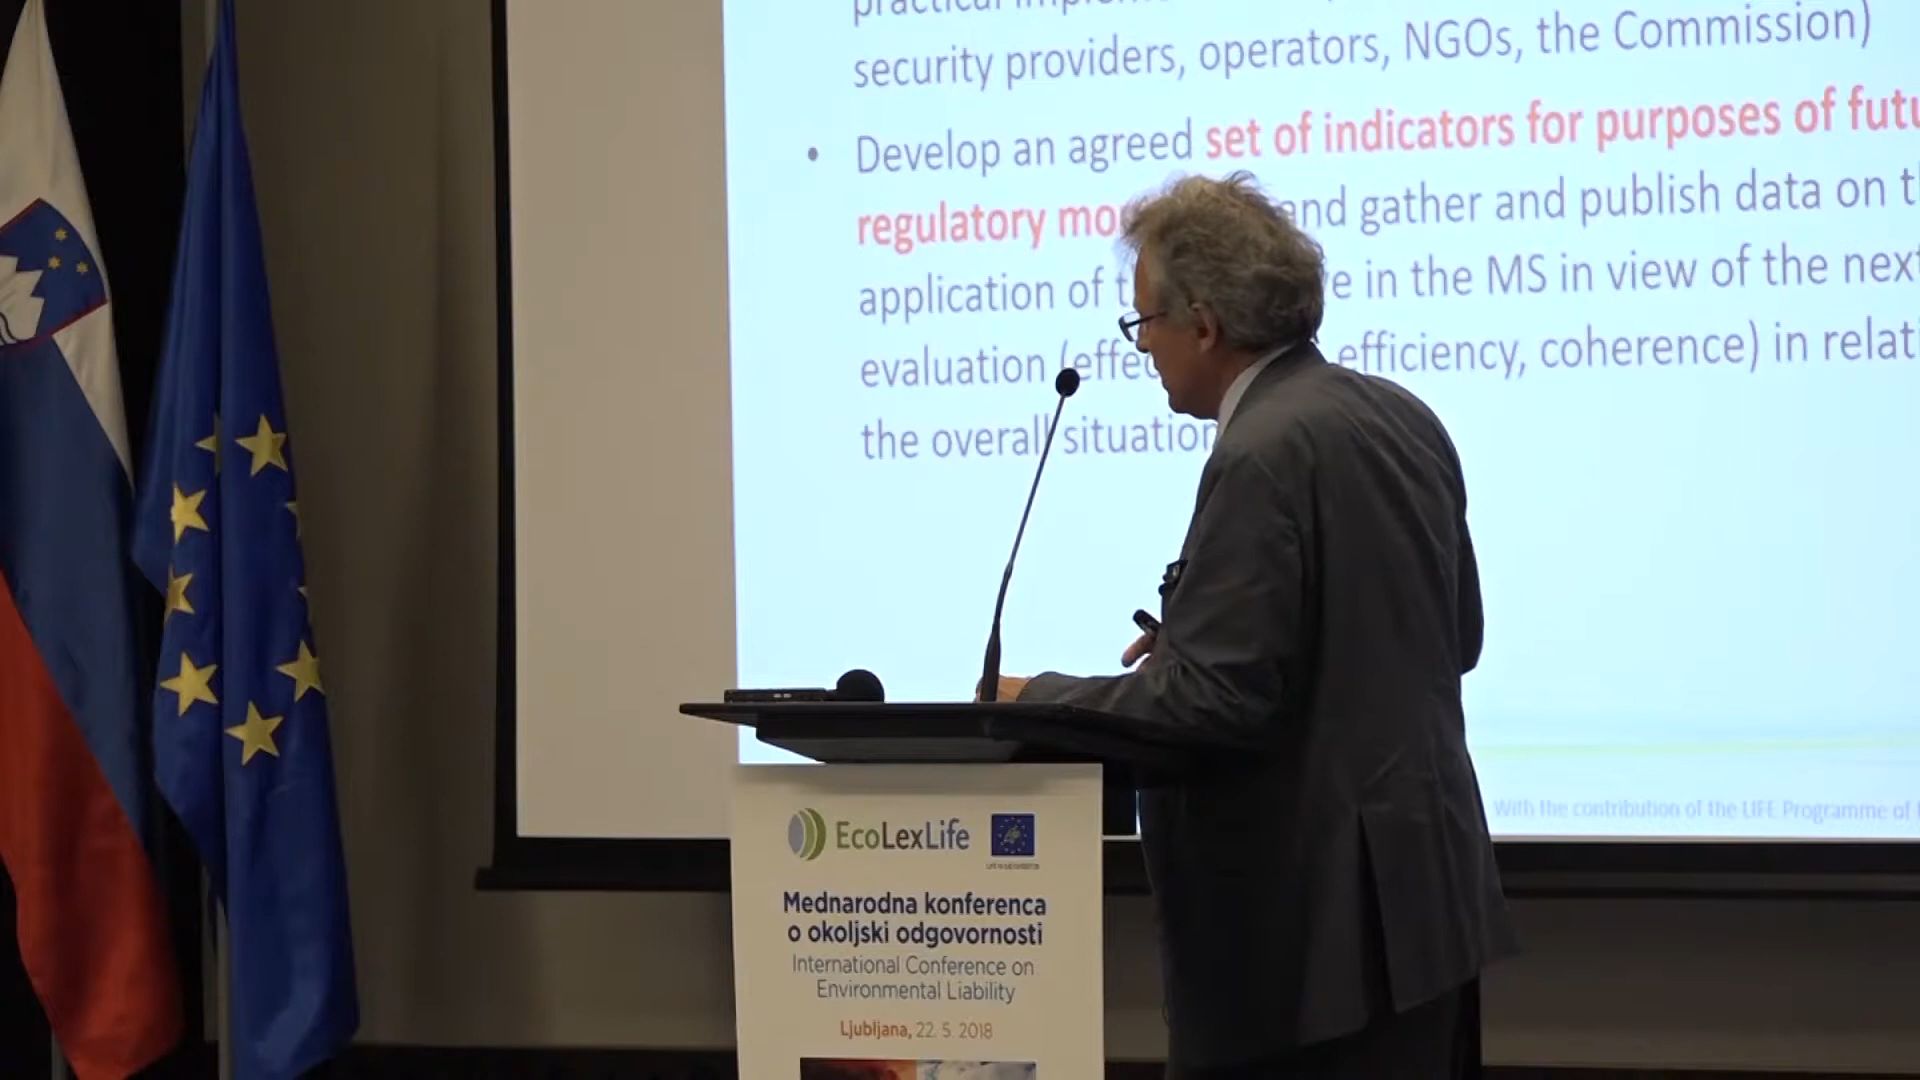 security providers, operators, NGOs, the Commission)
• Develop an agreed set of indicators for purposes of
regulatory and gather and publish data on
application of in the MS in view of the next
evaluation efficiency, coherence) in
the overall situation
With the contribution of the LIFE Programme of
EcoLexLife
Mednarodna konferenca
o okoljski odgovornosti
International Conference on
Environmental Liability
Ljubljana, 22. 5. 2018